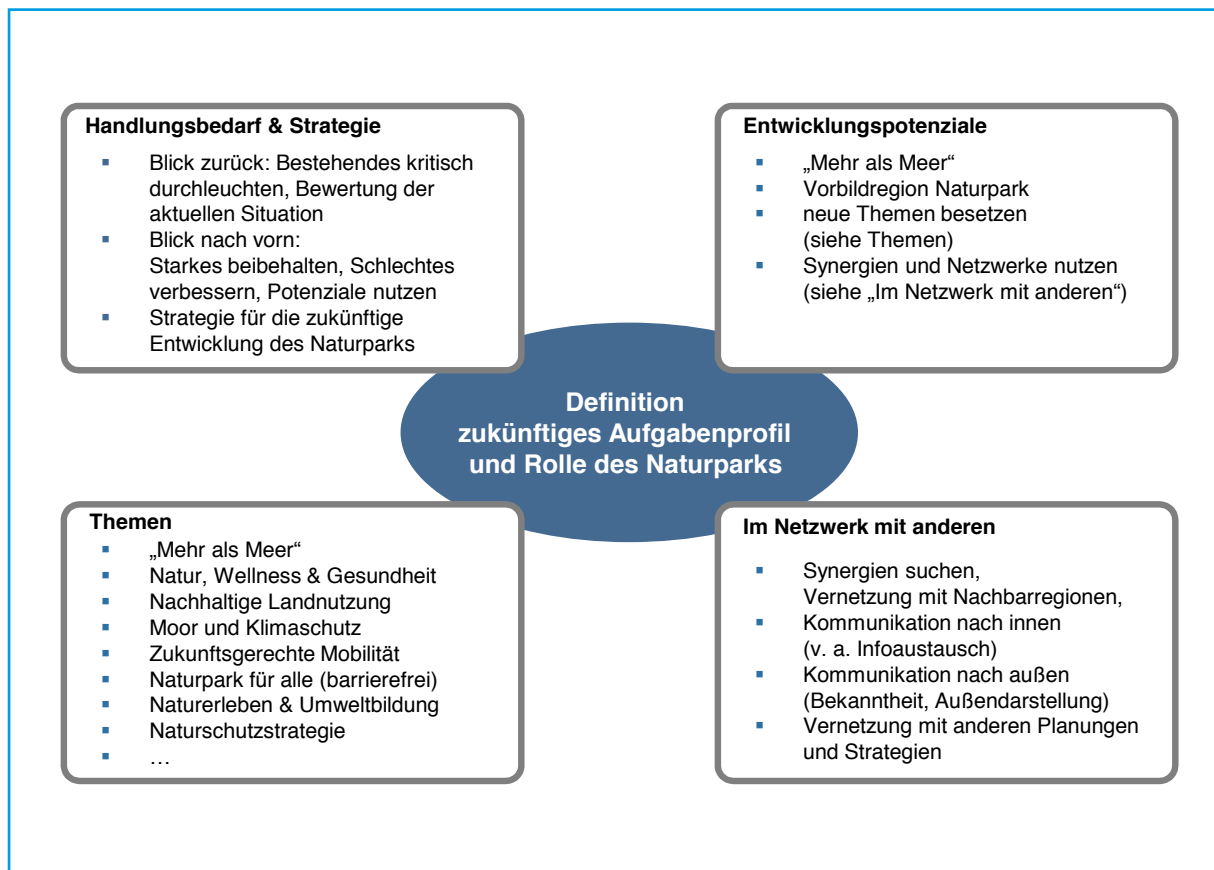 Handlungsbedarf & Strategie
▪ Blick zurück: Bestehendes kritisch
durchleuchten, Bewertung der
aktuellen Situation
▪ Blick nach vorn:
Starkes beibehalten, Schlechtes
verbessern, Potenziale nutzen
▪ Strategie für die zukünftige
Entwicklung des Naturparks
Entwicklungspotenziale
▪ „Mehr als Meer“
▪ Vorbildregion Naturpark
▪ neue Themen besetzen
(siehe Themen)
▪ Synergien und Netzwerke nutzen
(siehe „Im Netzwerk mit anderen“)
Definition
zukünftiges Aufgabenprofil
und Rolle des Naturparks
Themen
▪ „Mehr als Meer“
▪ Natur, Wellness & Gesundheit
▪ Nachhaltige Landnutzung
▪ Moor und Klimaschutz
▪ Zukunftsgerechte Mobilität
▪ Naturpark für alle (barrierefrei)
▪ Naturerleben & Umweltbildung
▪ Naturschutzstrategie
▪ …
Im Netzwerk mit anderen
▪ Synergien suchen,
Vernetzung mit Nachbarregionen,
▪ Kommunikation nach innen
(v. a. Infoaustausch)
▪ Kommunikation nach außen
(Bekanntheit, Außendarstellung)
▪ Vernetzung mit anderen Planungen
und Strategien